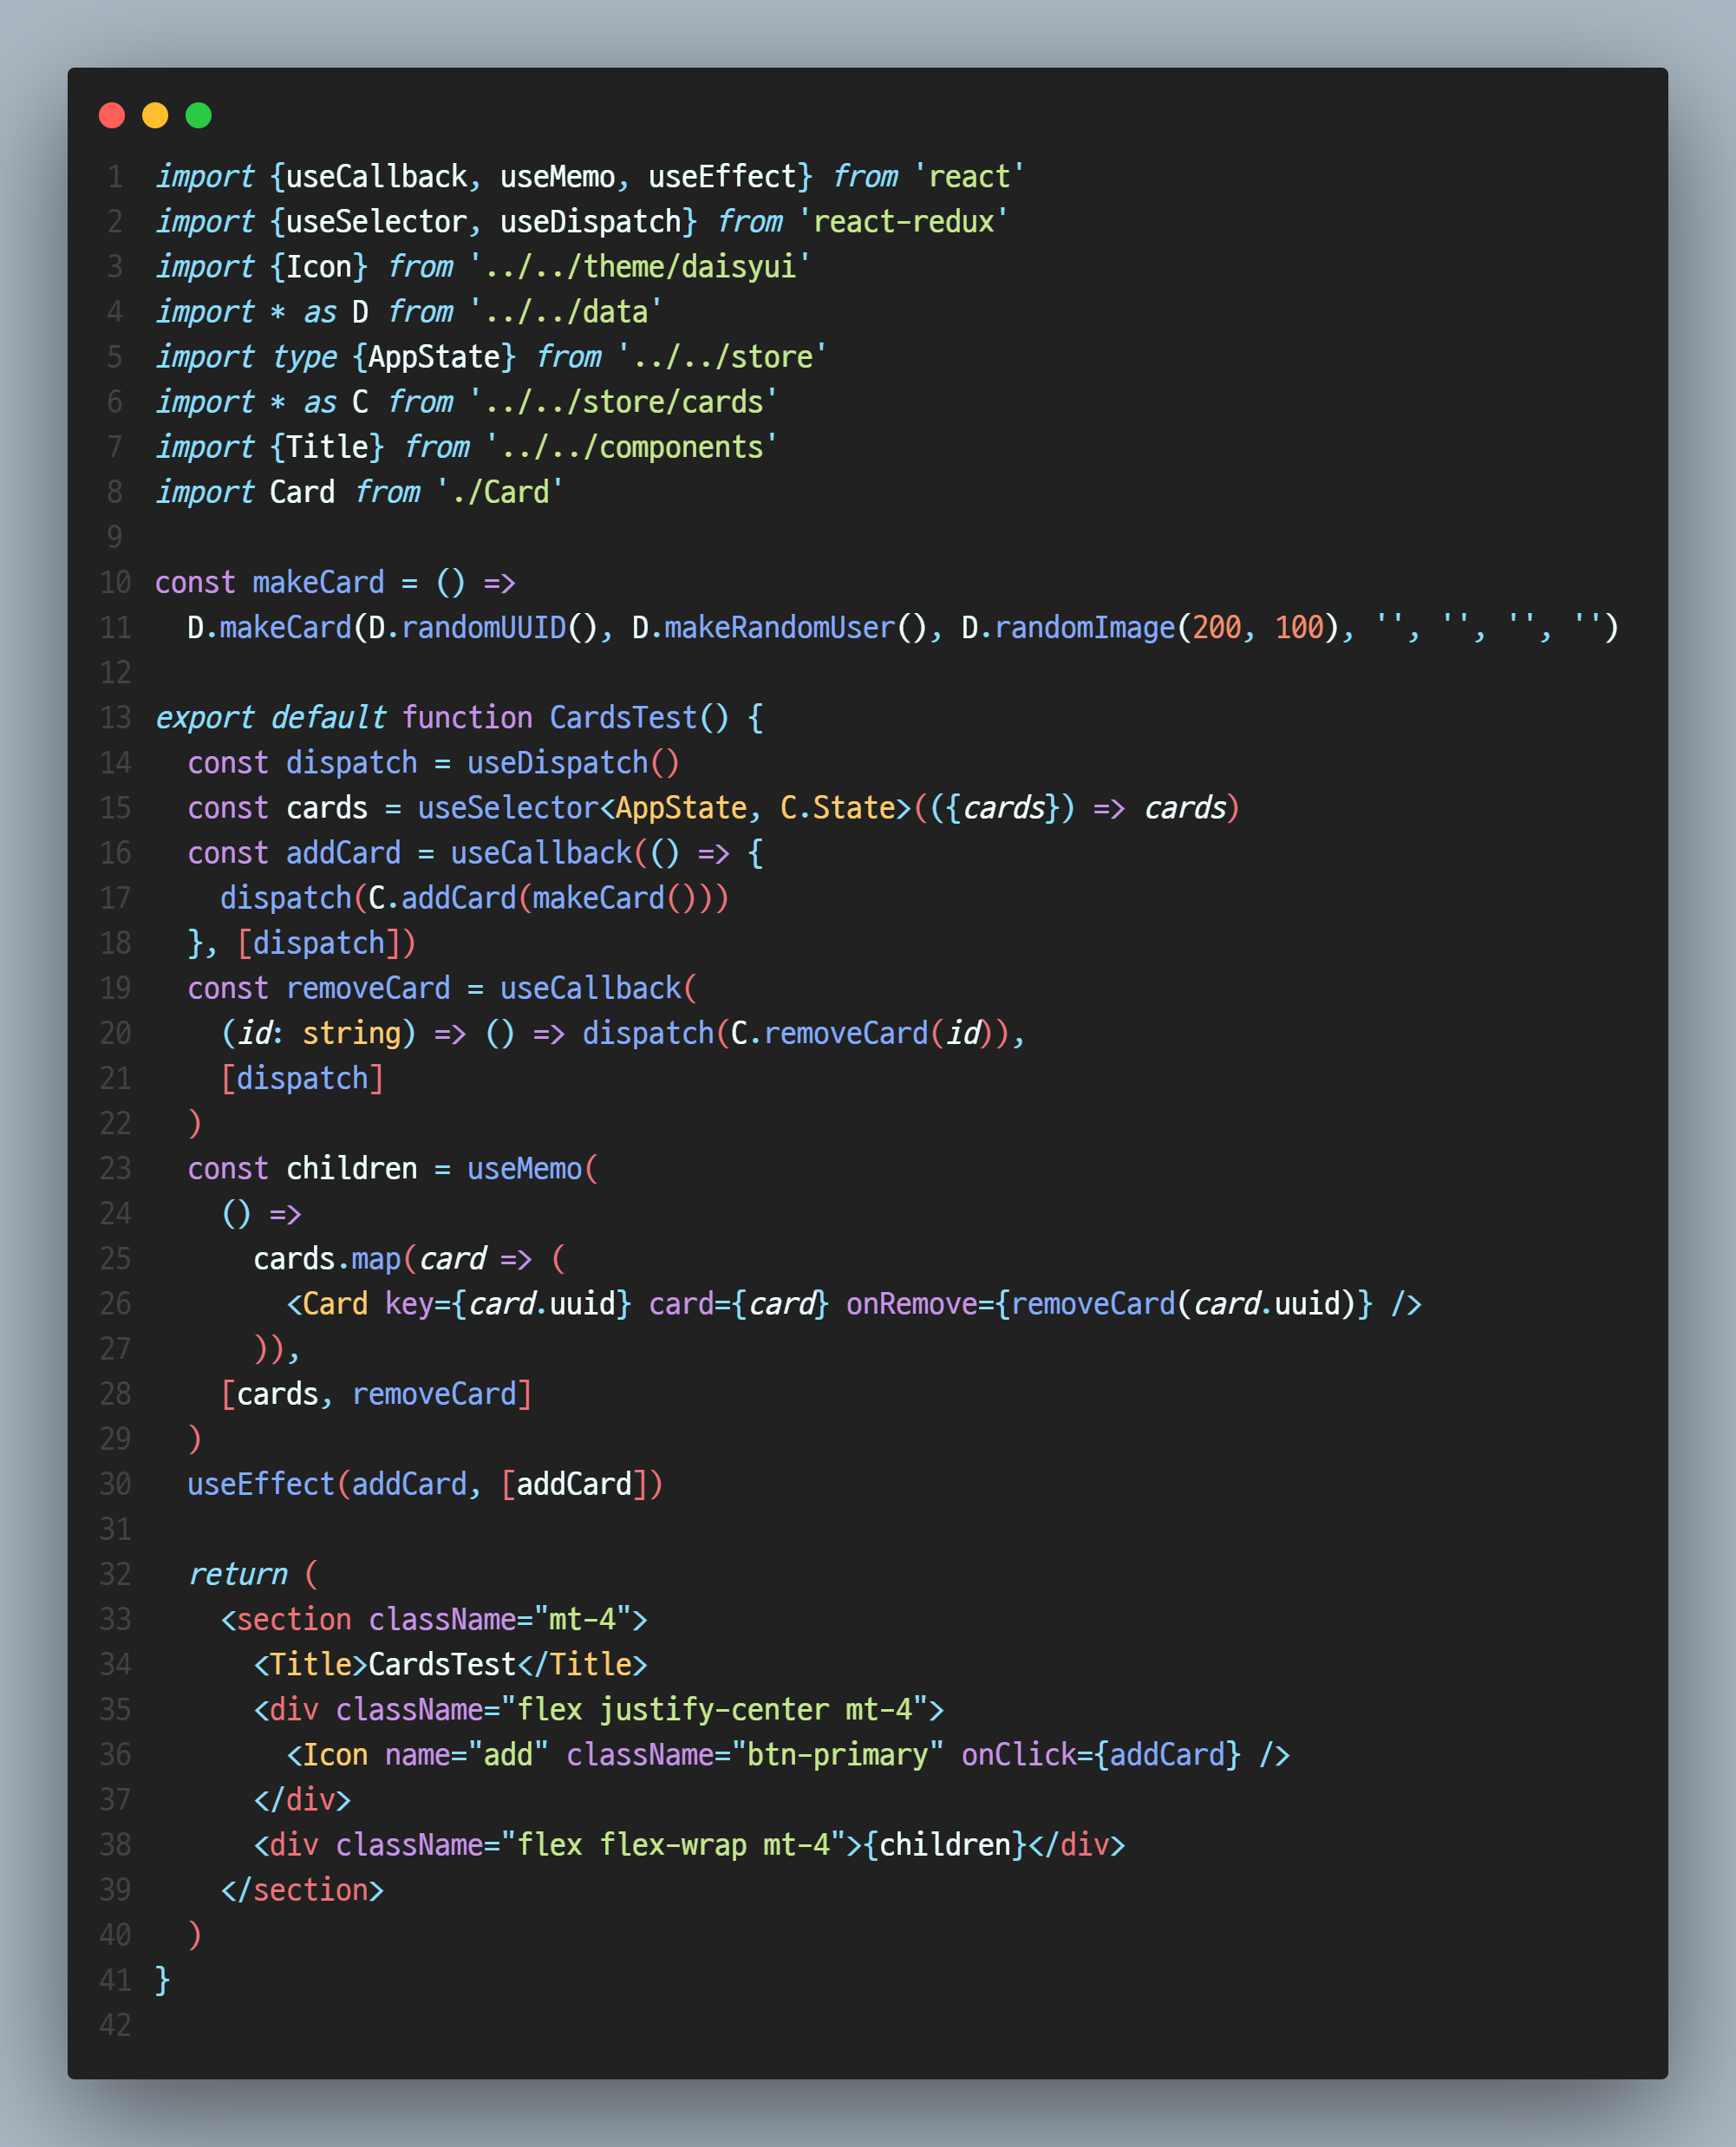 1 import {useCallback, useMemo, useEffect} from 'react'
2 import {useSelector, useDispatch} from 'react-redux'
3 import {Icon} from '../../theme/daisyui'
4 import * as D from '../../data'
5 import type {AppState} from '../../store'
6 import * as C from '../../store/cards'
7 import {Title} from '../../components'
8 import Card from './Card'
9
10 const makeCard = () =>
11   D.makeCard(D.randomUUID(), D.makeRandomUser(), D.randomImage(200, 100), '', '', '', '')
12
13 export default function CardsTest() {
14   const dispatch = useDispatch()
15   const cards = useSelector<AppState, C.State>(({cards}) => cards)
16   const addCard = useCallback(() => {
17     dispatch(C.addCard(makeCard()))
18   }, [dispatch])
19   const removeCard = useCallback(
20     (id: string) => () => dispatch(C.removeCard(id)),
21     [dispatch]
22   )
23   const children = useMemo(
24     () =>
25       cards.map(card => (
26         <Card key={card.uuid} card={card} onRemove={removeCard(card.uuid)} />
27       )),
28     [cards, removeCard]
29   )
30   useEffect(addCard, [addCard])
31
32   return (
33     <section className="mt-4">
34       <Title>CardsTest</Title>
35       <div className="flex justify-center mt-4">
36         <Icon name="add" className="btn-primary" onClick={addCard} />
37       </div>
38       <div className="flex flex-wrap mt-4">{children}</div>
39     </section>
40   )
41 }
42